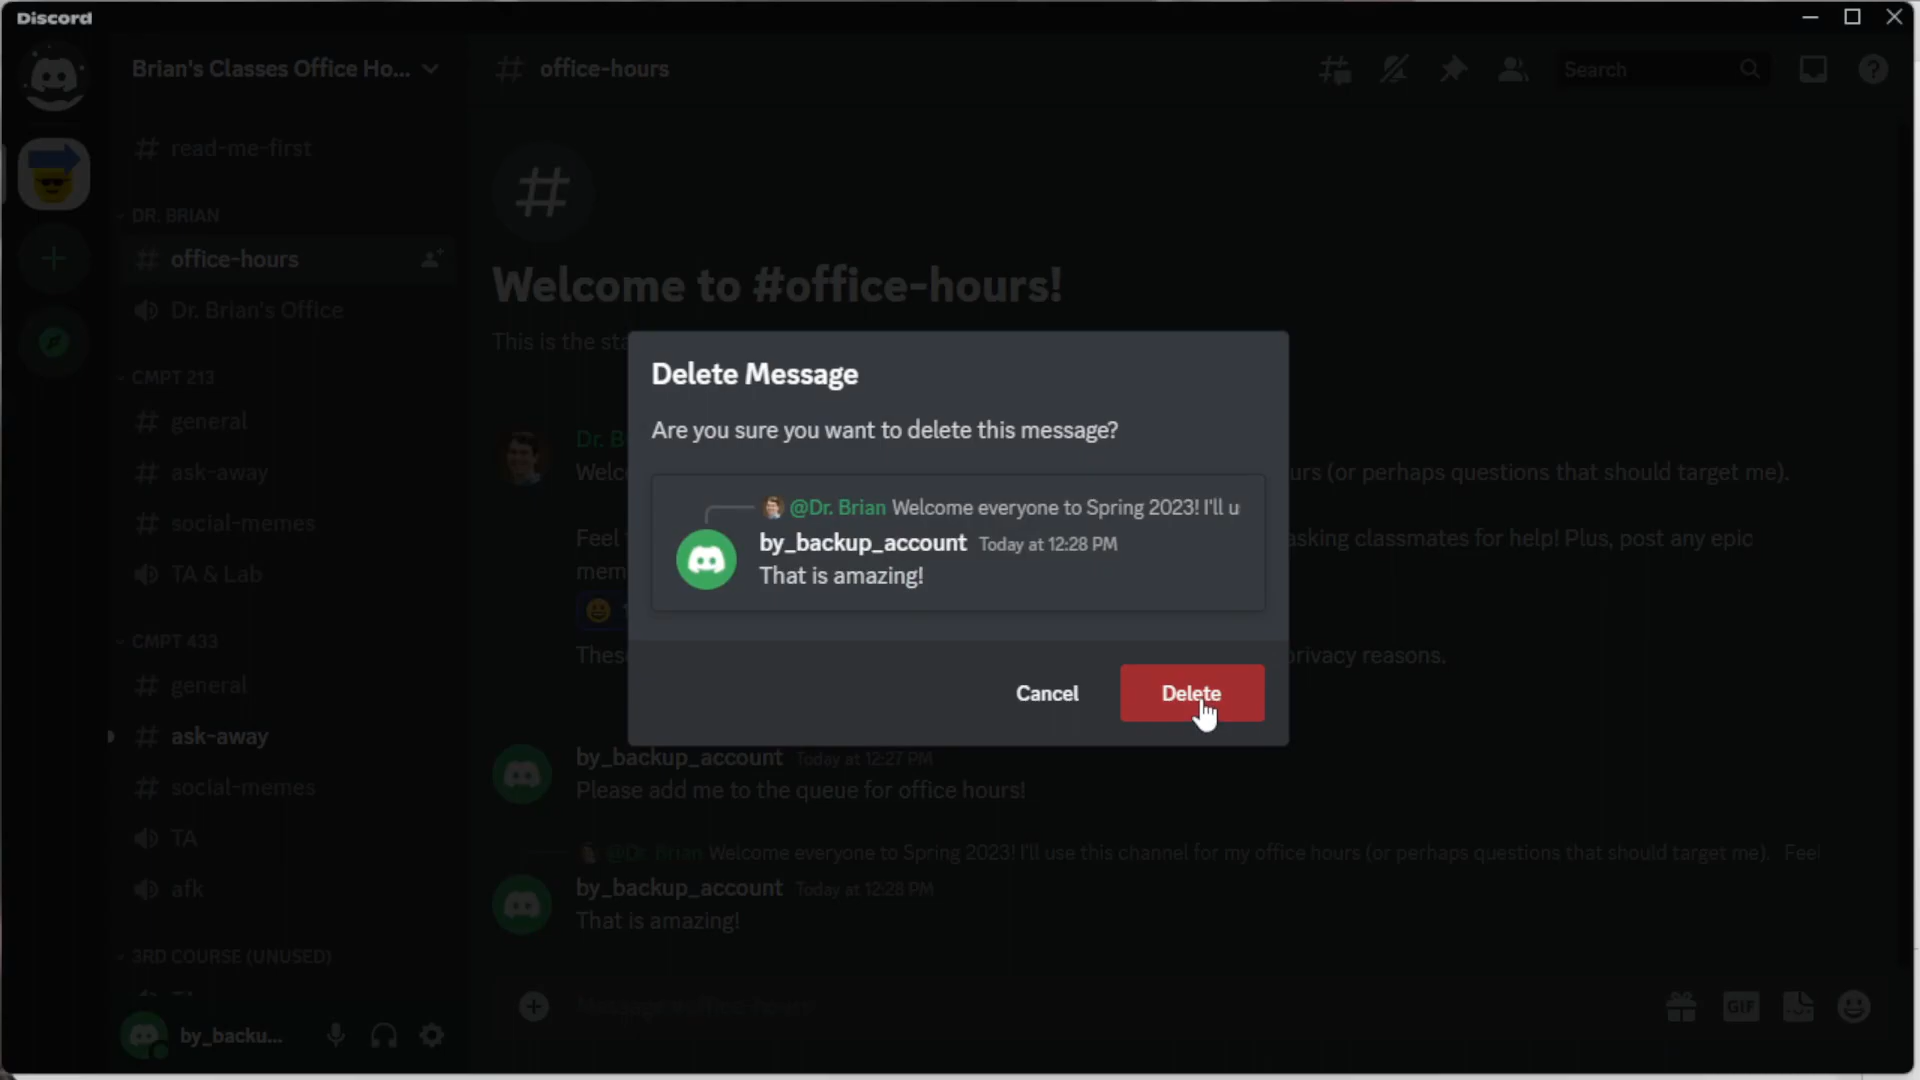 Discord
Brian's Classes Office Ho...
read-me-first
DR. BRIAN
office-hours
Dr. Brian's Office
CMPT 213
general
ask-away
social-memes
TA & Lab
CMPT 433
general
ask-away
social-memes
TA
afk
3RD COURSE (UNUSED)
by_backu...
# office-hours
Search
Welcome to #office-hours!
This is the sta
Dr. B
Welc
urs (or perhaps questions that should target me).
Feel
asking classmates for help! Plus, post any epic
mem
Thes
privacy reasons.
Delete Message
Are you sure you want to delete this message?
@Dr. Brian Welcome everyone to Spring 2023! I'll u
by_backup_account Today at 12:28 PM
That is amazing!
Cancel
Delete
by_backup_account Today at 12:27 PM
Please add me to the queue for office hours!
@Dr. Brian Welcome everyone to Spring 2023! I'll use this channel for my office hours (or perhaps questions that should target me). Feel
by_backup_account Today at 12:28 PM
That is amazing!
Message #office-hours
GIF